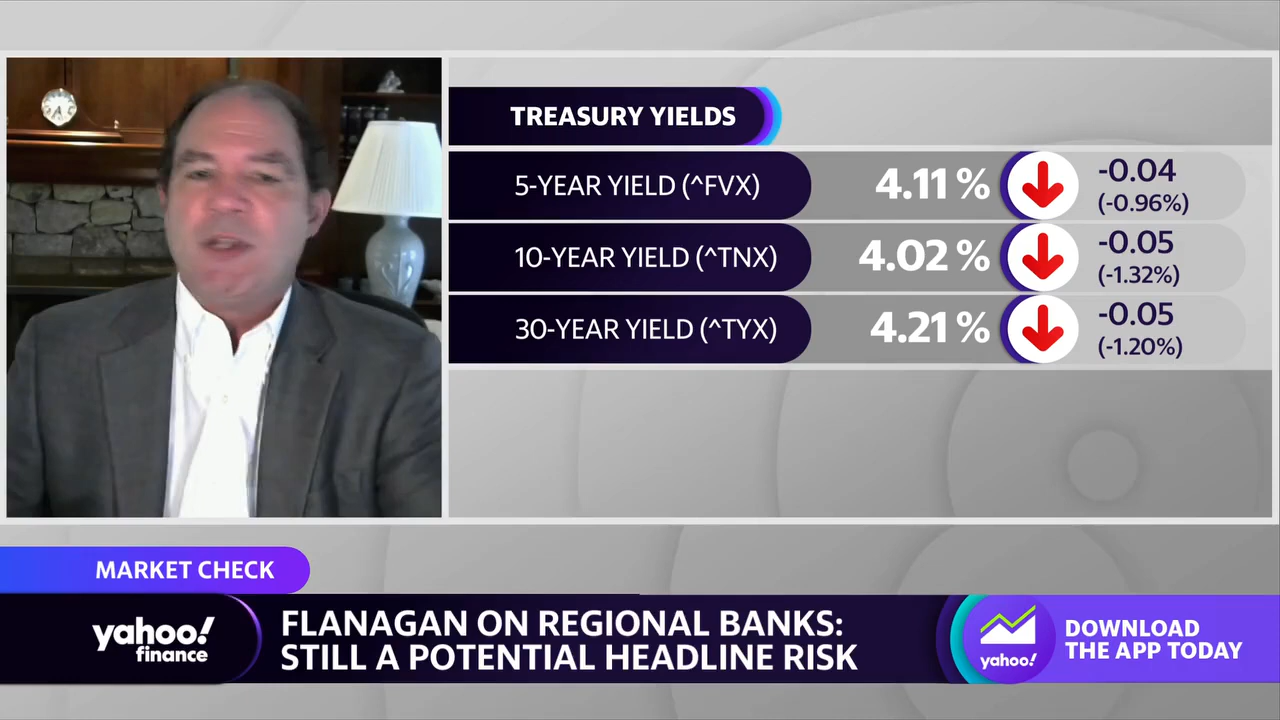 TREASURY YIELDS
5-YEAR YIELD (^FVX) 4.11 % -0.04
(-0.96%)
10-YEAR YIELD (^TNX) 4.02 % -0.05
(-1.32%)
30-YEAR YIELD (^TYX) 4.21 % -0.05
(-1.20%)
MARKET CHECK
yahoo!
finance
FLANAGAN ON REGIONAL BANKS:
STILL A POTENTIAL HEADLINE RISK
yahoo!
DOWNLOAD
THE APP TODAY